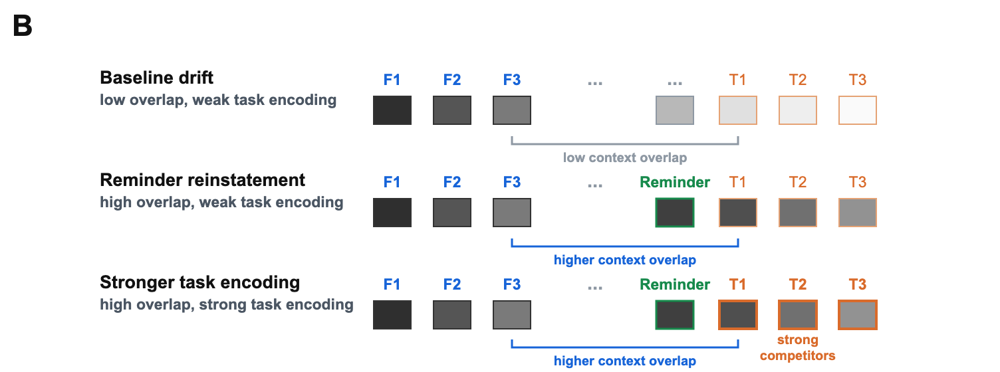 B
Baseline drift
low overlap, weak task encoding
F1 F2 F3 ... ... T1 T2 T3
low context overlap
Reminder reinstatement
high overlap, weak task encoding
F1 F2 F3 ... Reminder T1 T2 T3
higher context overlap
Stronger task encoding
high overlap, strong task encoding
F1 F2 F3 ... Reminder T1 T2 T3
strong
competitors
higher context overlap